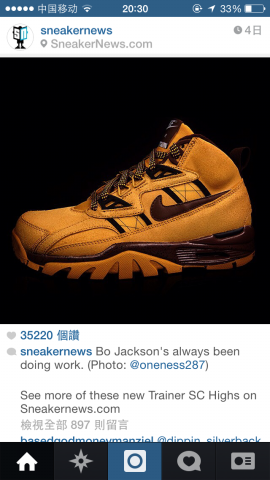 中国移动 20:30 33%
sneakernews 4日
SneakerNews.com
35220 個讚
sneakernews Bo Jackson's always been
doing work. (Photo: @oneness287)
See more of these new Trainer SC Highs on
Sneakernews.com
檢視全部 897 則留言
basedgodmoneymanziel @dippin_silverback